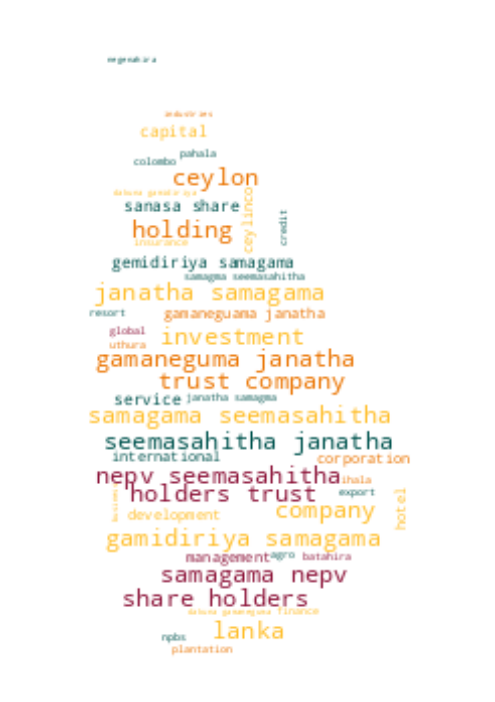 negenahira
industries
capital
pahala
colombo
ceylon
dakuna gamidiriya
sanasa share
ceylinco
credit
holding
insurance
gemidiriya samagama
samagma seemasahitha
janatha samagama
resort
gamaneguama janatha
global
investment
uthura
gamaneguma janatha
trust company
service
janatha samagma
samagama seemasahitha
seemasahitha janatha
international
corporation
nepv seemasahitha
ihala
holders trust
export
business
company
hotel
development
gamidiriya samagama
management
agro
batahira
samagama nepv
share holders
dakuna gamaneguma
finance
lanka
npbs
plantation